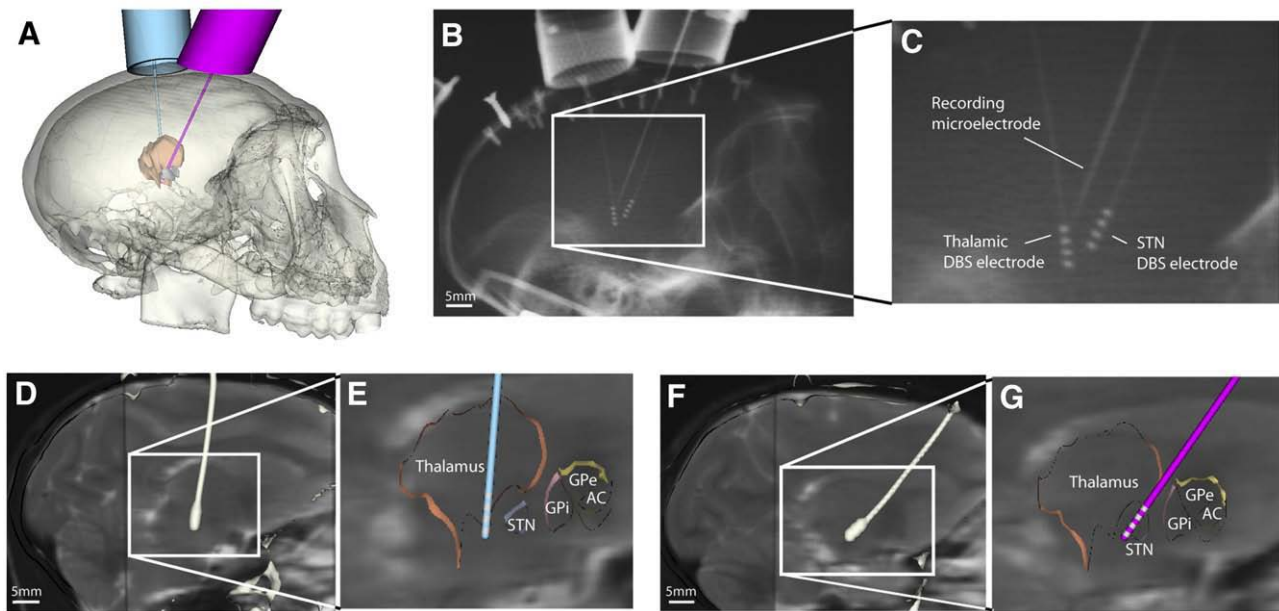 A
B
C
Recording
microelectrode
Thalamic
DBS electrode
STN
DBS electrode
5mm
D
E
Thalamus
GPe
AC
GPi
STN
5mm
F
G
Thalamus
GPe
AC
GPi
STN
5mm